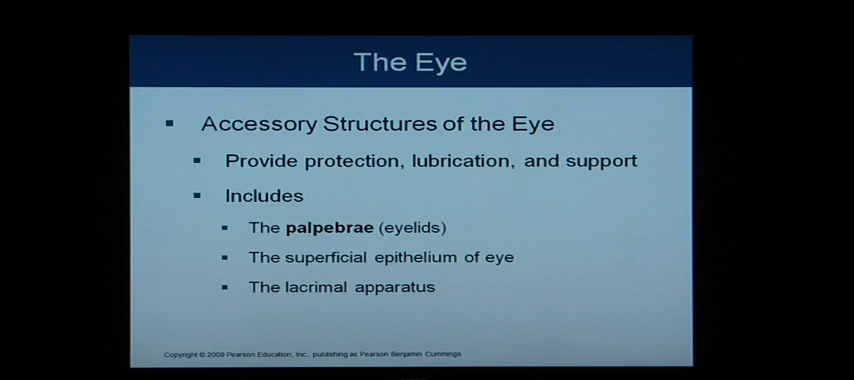 The Eye
Accessory Structures of the Eye
Provide protection, lubrication, and support
Includes
The palpebrae (eyelids)
The superficial epithelium of eye
The lacrimal apparatus
Copyright © 2009 Pearson Education, Inc., publishing as Pearson Benjamin Cummings